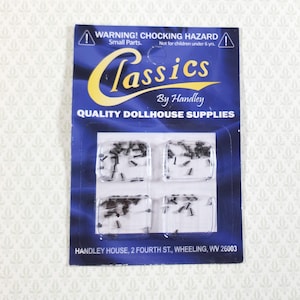 WARNING! CHOCKING HAZARD
Small Parts. Not for children under 6 yrs.
Classics
By Handley
QUALITY DOLLHOUSE SUPPLIES
HANDLEY HOUSE, 2 FOURTH ST., WHEELING, WV 26003